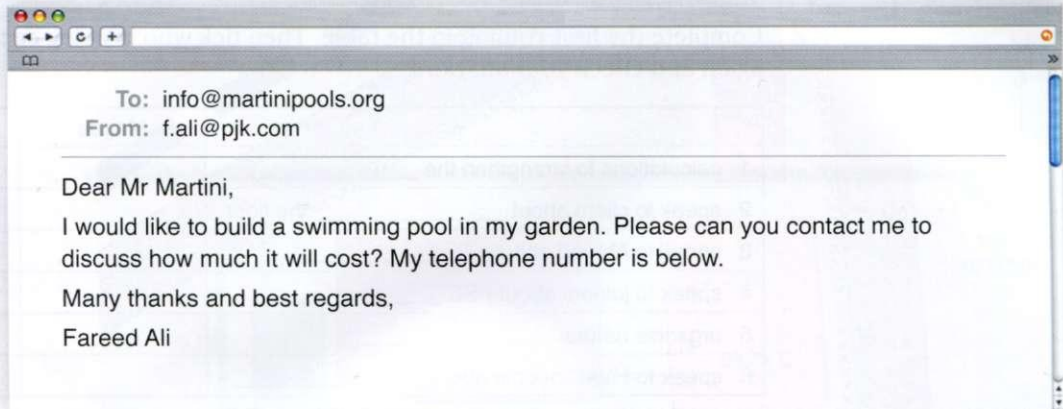 To: info@martinipools.org
From: f.ali@pjk.com
Dear Mr Martini,
I would like to build a swimming pool in my garden. Please can you contact me to
discuss how much it will cost? My telephone number is below.
Many thanks and best regards,
Fareed Ali